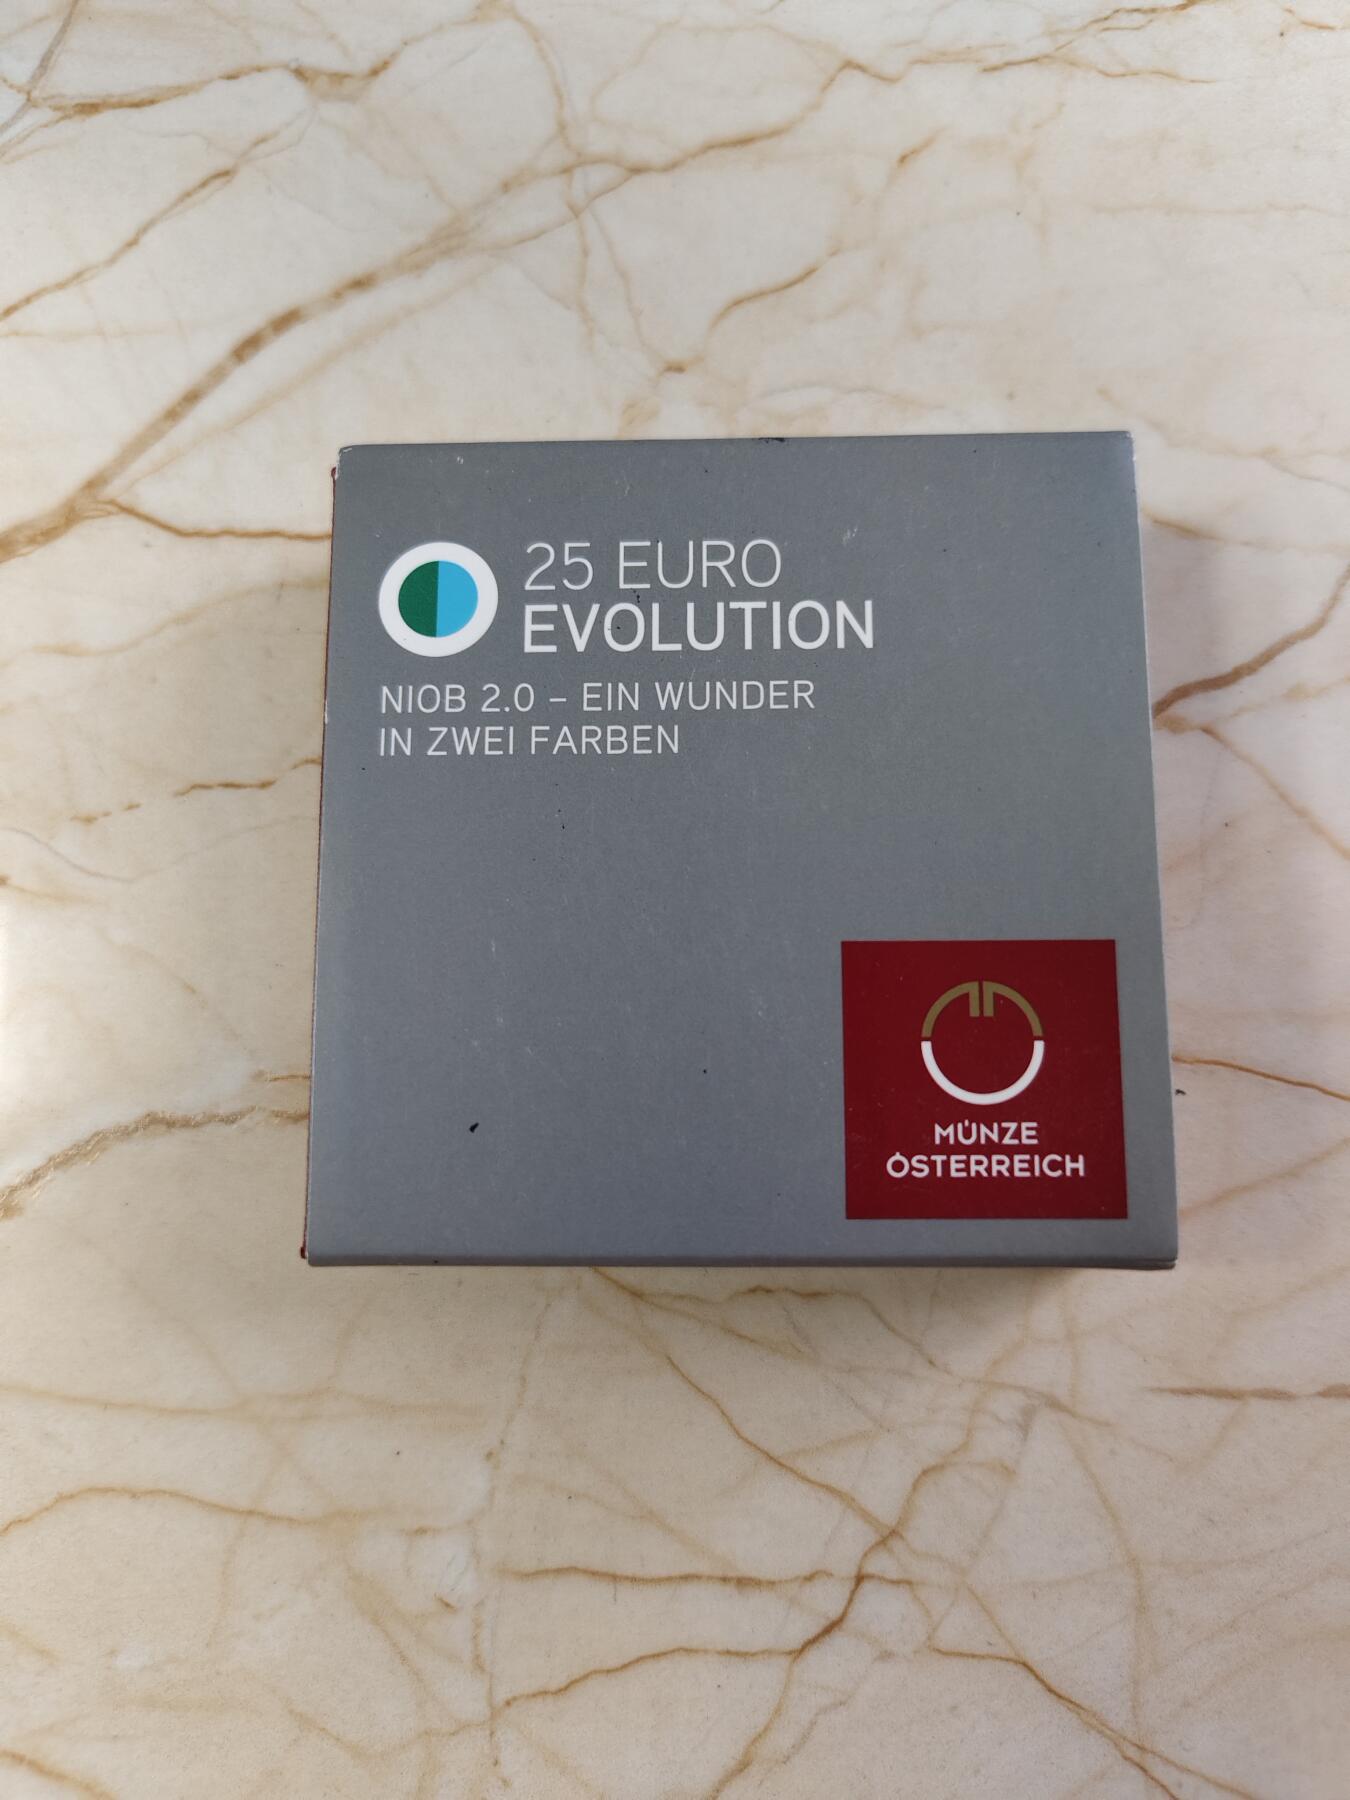 25 EURO
EVOLUTION
NIOB 2.0 – EIN WUNDER
IN ZWEI FARBEN
MÜNZE
ÖSTERREICH